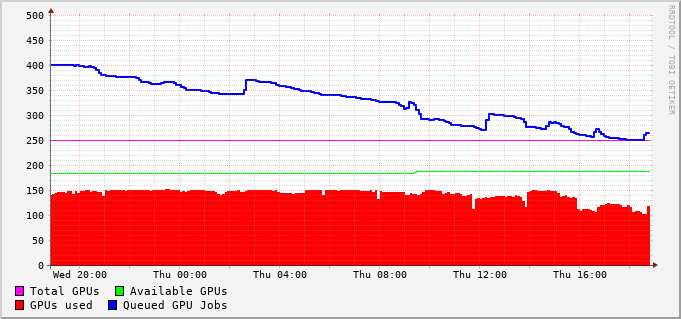 500
450
400
350
300
250
200
150
100
50
0
Wed 20:00 Thu 00:00 Thu 04:00 Thu 08:00 Thu 12:00 Thu 16:00
Total GPUs Available GPUs
GPUs used Queued GPU Jobs
RRDTOOL / TOBI OETIKER